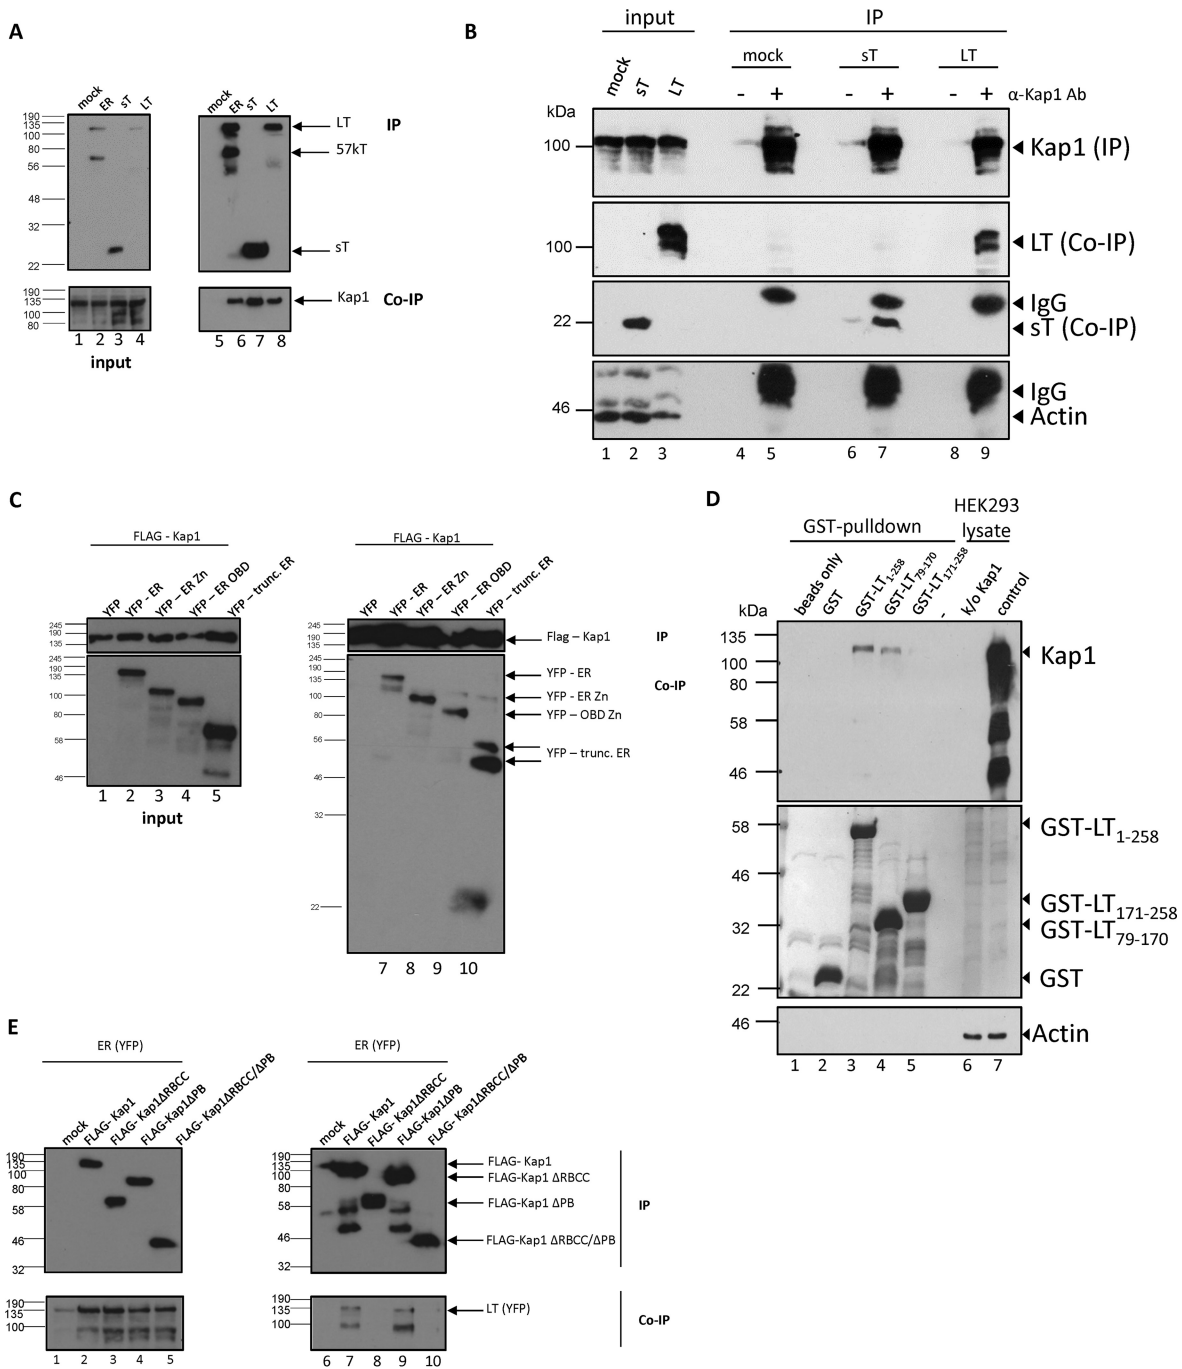 A
mock
ER
sT
LT
190
135
100
80
56
48
32
22
190
135
100
80
1 2 3 4
input
mock
ER
sT
LT
LT IP
57kT
sT
Kap1 Co-IP
5 6 7 8
B
input IP
mock sT LT
mock
sT
LT
- + - + - + α-Kap1 Ab
kDa
100
Kap1 (IP)
100
LT (Co-IP)
IgG
22
sT (Co-IP)
IgG
46
Actin
1 2 3 4 5 6 7 8 9
C
FLAG - Kap1
YFP
YFP - ER
YFP – ER Zn
YFP – ER OBD
YFP – trunc. ER
245
190
135
245
190
135
100
80
58
46
1 2 3 4 5
input
FLAG - Kap1
YFP
YFP - ER
YFP – ER Zn
YFP – ER OBD
YFP – trunc. ER
245
190
135
Flag – Kap1 IP
245
190
135
100
80
56
46
32
22
YFP - ER
Co-IP
YFP - ER Zn
YFP – OBD Zn
YFP – trunc. ER
7 8 9 10
D
GST-pulldown
HEK293
lysate
beads only
GST
GST-LT1-258
GST-LT79-170
GST-LT171-258
-
k/o Kap1
control
kDa
135
100
80
58
46
Kap1
58
46
32
22
GST-LT1-258
GST-LT171-258
GST-LT79-170
GST
46
Actin
1 2 3 4 5 6 7
E
ER (YFP)
mock
FLAG- Kap1
FLAG- Kap1ΔRBCC
FLAG-Kap1ΔPB
FLAG- Kap1ΔRBCC/ΔPB
190
135
100
80
58
46
32
190
135
100
1 2 3 4 5
ER (YFP)
mock
FLAG- Kap1
FLAG- Kap1ΔRBCC
FLAG-Kap1ΔPB
FLAG- Kap1ΔRBCC/ΔPB
190
135
100
80
58
46
32
FLAG- Kap1
FLAG-Kap1 ΔRBCC
FLAG-Kap1 ΔPB
FLAG-Kap1 ΔRBCC/ΔPB
IP
190
135
100
LT (YFP)
Co-IP
6 7 8 9 10